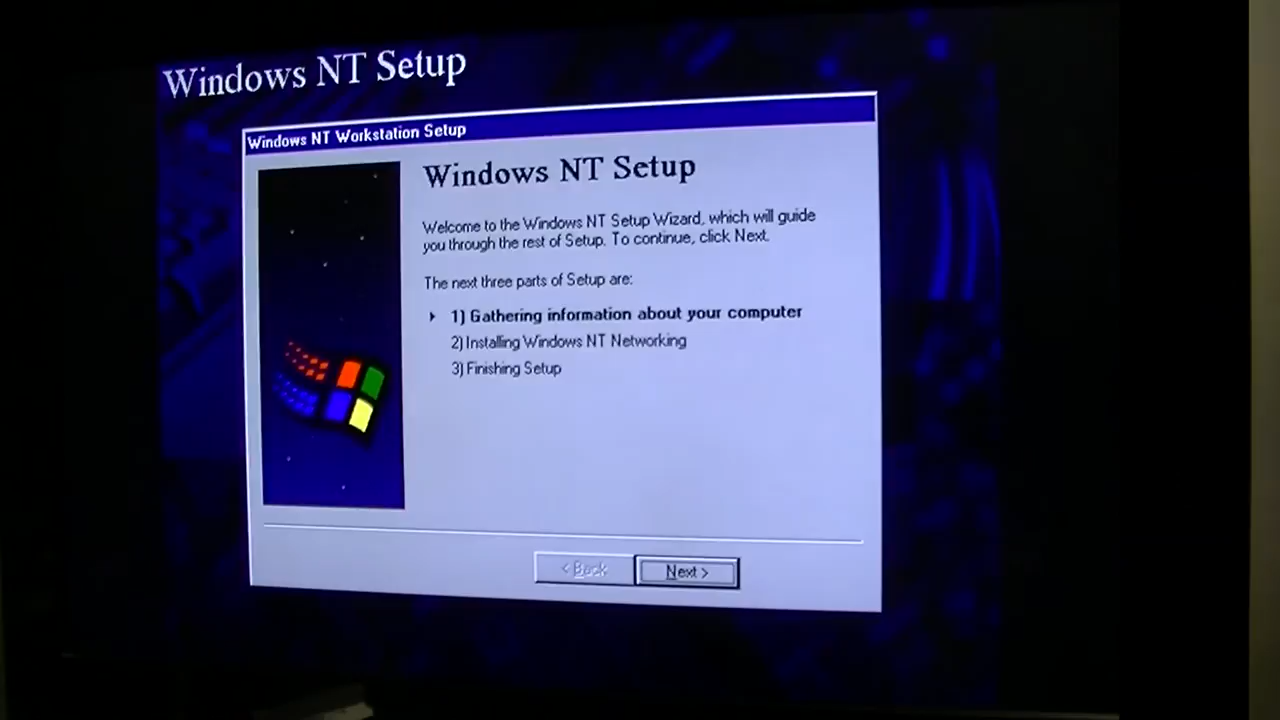 Windows NT Setup
Windows NT Workstation Setup
Windows NT Setup
Welcome to the Windows NT Setup Wizard, which will guide
you through the rest of Setup. To continue, click Next.
The next three parts of Setup are:
1) Gathering information about your computer
2) Installing Windows NT Networking
3) Finishing Setup
< Back
Next >